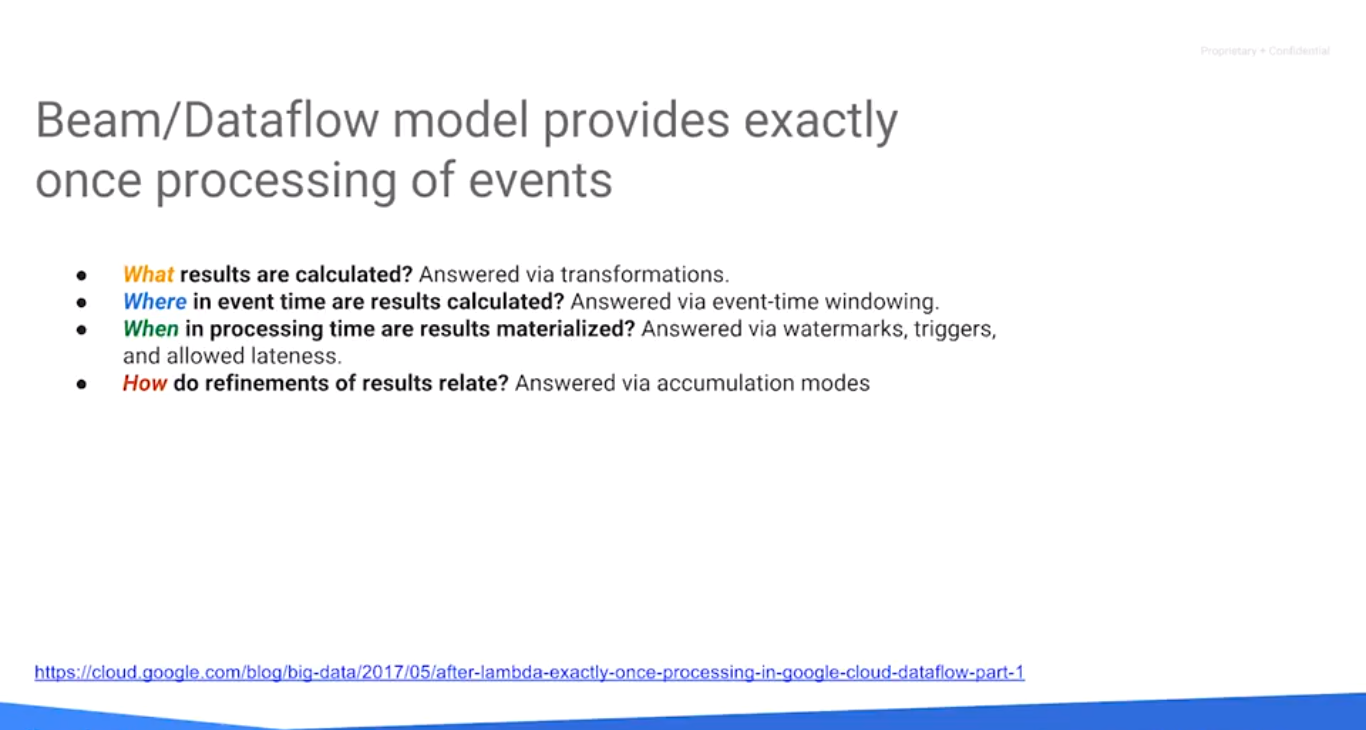 Proprietary + Confidential
Beam/Dataflow model provides exactly
once processing of events
● What results are calculated? Answered via transformations.
● Where in event time are results calculated? Answered via event-time windowing.
● When in processing time are results materialized? Answered via watermarks, triggers,
and allowed lateness.
● How do refinements of results relate? Answered via accumulation modes
https://cloud.google.com/blog/big-data/2017/05/after-lambda-exactly-once-processing-in-google-cloud-dataflow-part-1